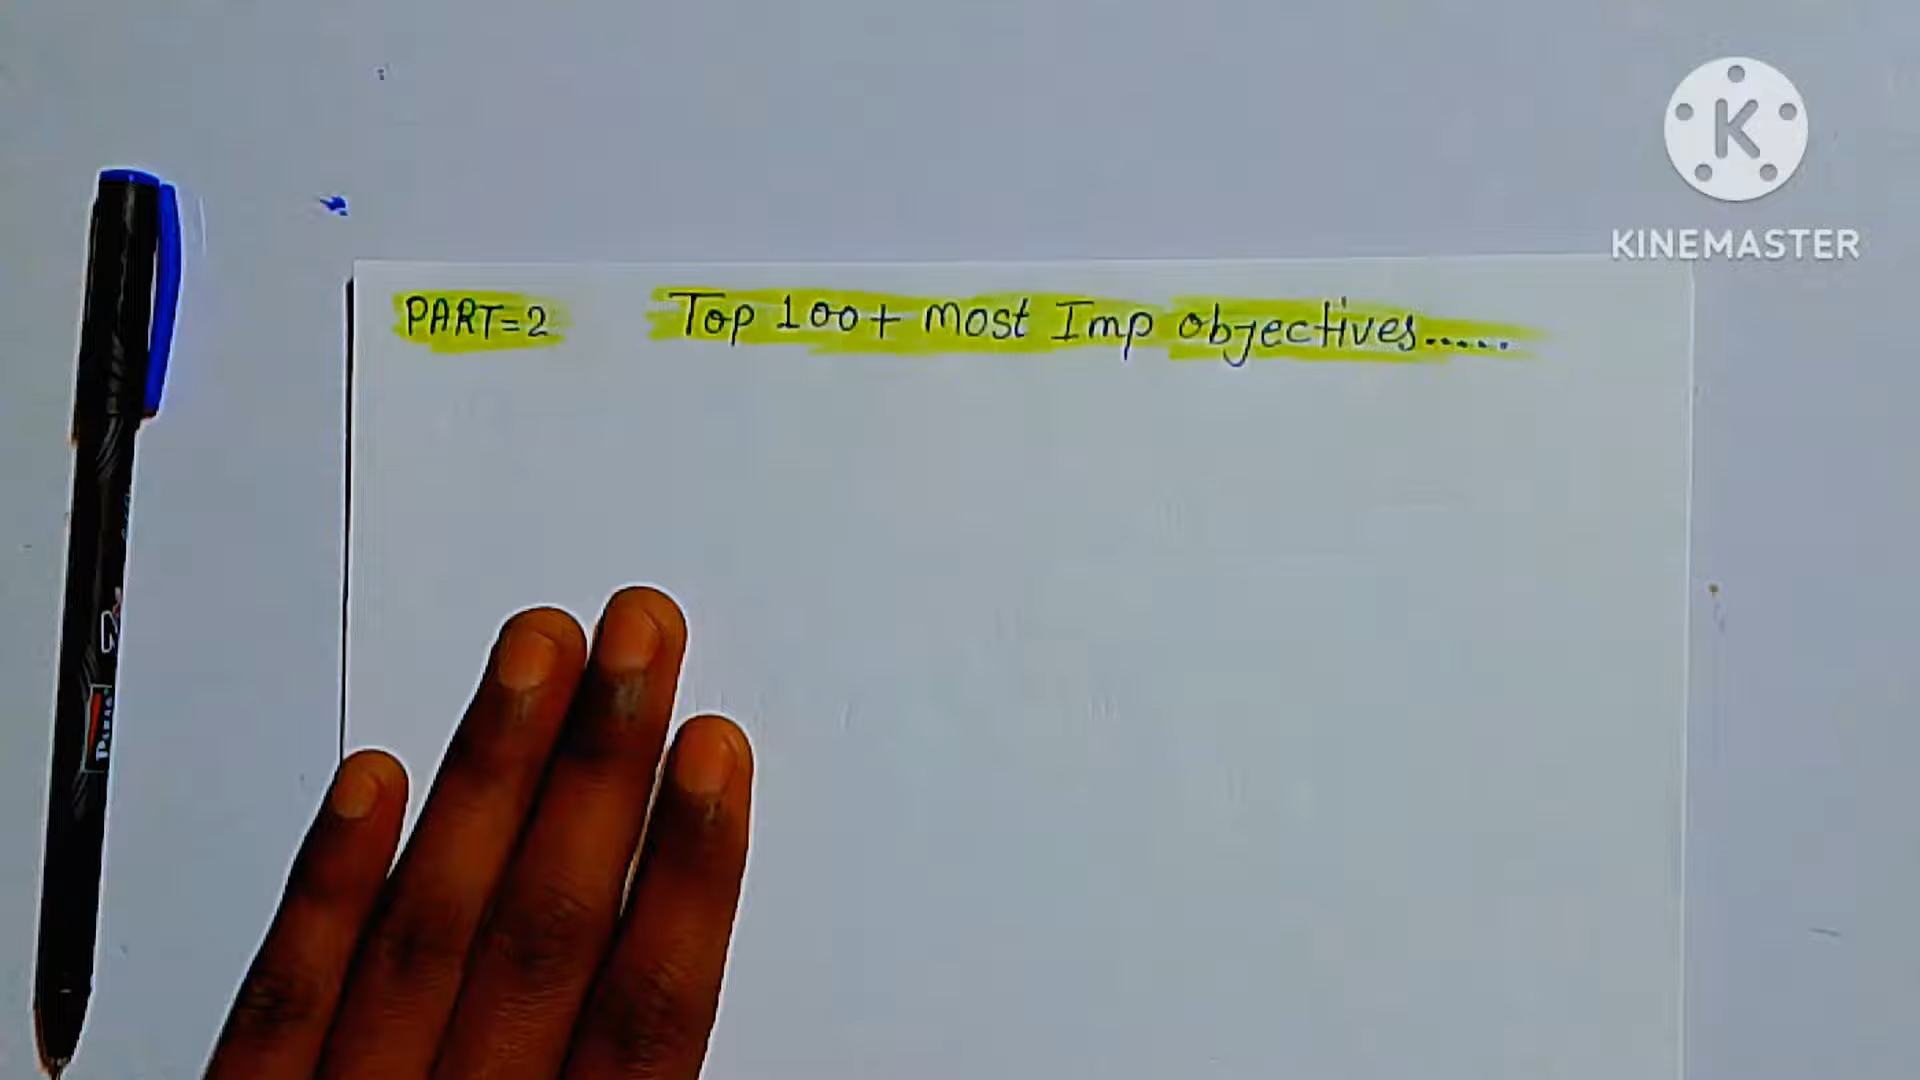 K
KINEMASTER
PART=2 Top 100+ most Imp objectives.....